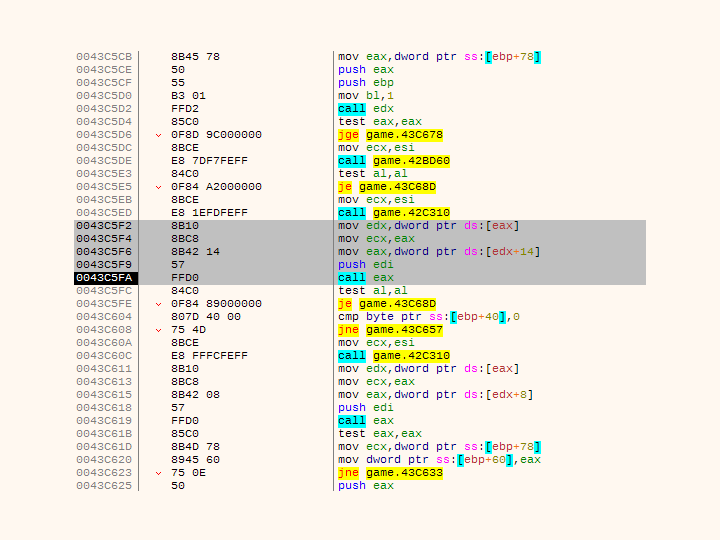 0043C5CB 8B45 78 mov eax,dword ptr ss:[ebp+78]
0043C5CE 50 push eax
0043C5CF 55 push ebp
0043C5D0 B3 01 mov bl,1
0043C5D2 FFD2 call edx
0043C5D4 85C0 test eax,eax
0043C5D6 0F8D 9C000000 jge game.43C678
0043C5DC 8BCE mov ecx,esi
0043C5DE E8 7DF7FEFF call game.42BD60
0043C5E3 84C0 test al,al
0043C5E5 0F84 A2000000 je game.43C68D
0043C5EB 8BCE mov ecx,esi
0043C5ED E8 1EFDFEFF call game.42C310
0043C5F2 8B10 mov edx,dword ptr ds:[eax]
0043C5F4 8BC8 mov ecx,eax
0043C5F6 8B42 14 mov eax,dword ptr ds:[edx+14]
0043C5F9 57 push edi
0043C5FA FFD0 call eax
0043C5FC 84C0 test al,al
0043C5FE 0F84 89000000 je game.43C68D
0043C604 807D 40 00 cmp byte ptr ss:[ebp+40],0
0043C608 75 4D jne game.43C657
0043C60A 8BCE mov ecx,esi
0043C60C E8 FFFCFEFF call game.42C310
0043C611 8B10 mov edx,dword ptr ds:[eax]
0043C613 8BC8 mov ecx,eax
0043C615 8B42 08 mov eax,dword ptr ds:[edx+8]
0043C618 57 push edi
0043C619 FFD0 call eax
0043C61B 85C0 test eax,eax
0043C61D 8B4D 78 mov ecx,dword ptr ss:[ebp+78]
0043C620 8945 60 mov dword ptr ss:[ebp+60],eax
0043C623 75 0E jne game.43C633
0043C625 50 push eax